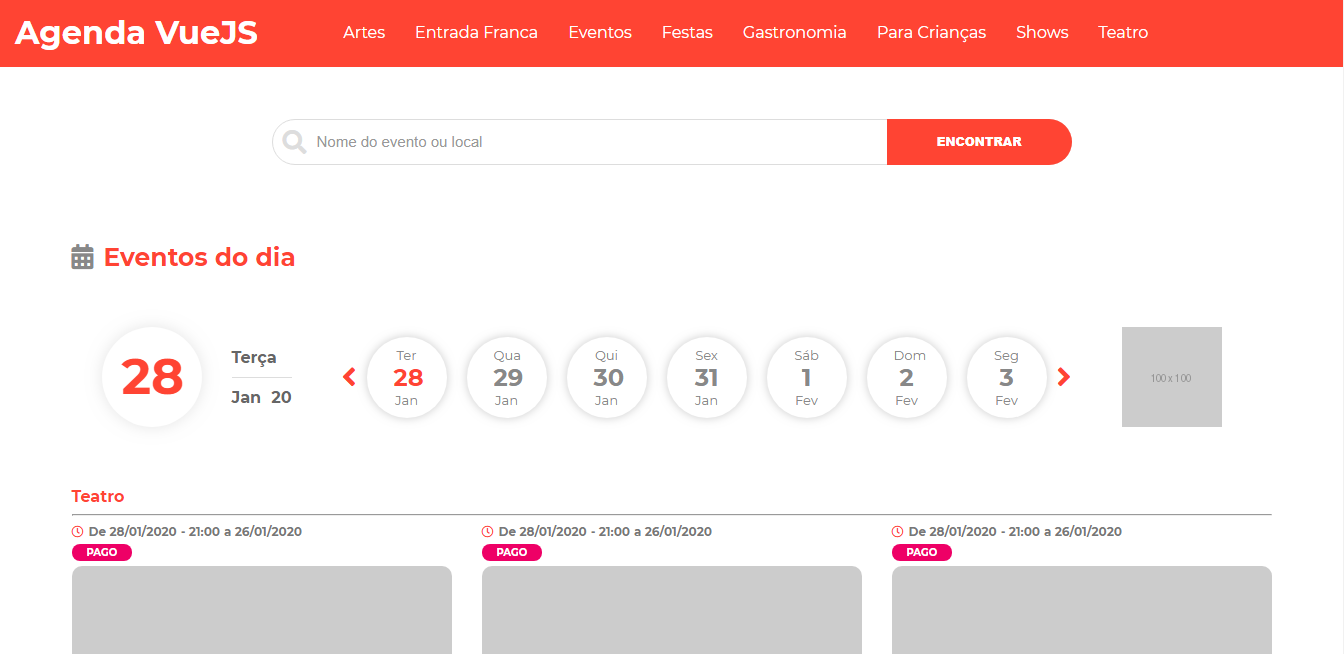 Agenda VueJS Artes Entrada Franca Eventos Festas Gastronomia Para Crianças Shows Teatro
Nome do evento ou local ENCONTRAR
Eventos do dia
28
Terça
Jan 20
Ter
28
Jan
Qua
29
Jan
Qui
30
Jan
Sex
31
Jan
Sáb
1
Fev
Dom
2
Fev
Seg
3
Fev
100 x 100
Teatro
De 28/01/2020 - 21:00 a 26/01/2020
PAGO
De 28/01/2020 - 21:00 a 26/01/2020
PAGO
De 28/01/2020 - 21:00 a 26/01/2020
PAGO